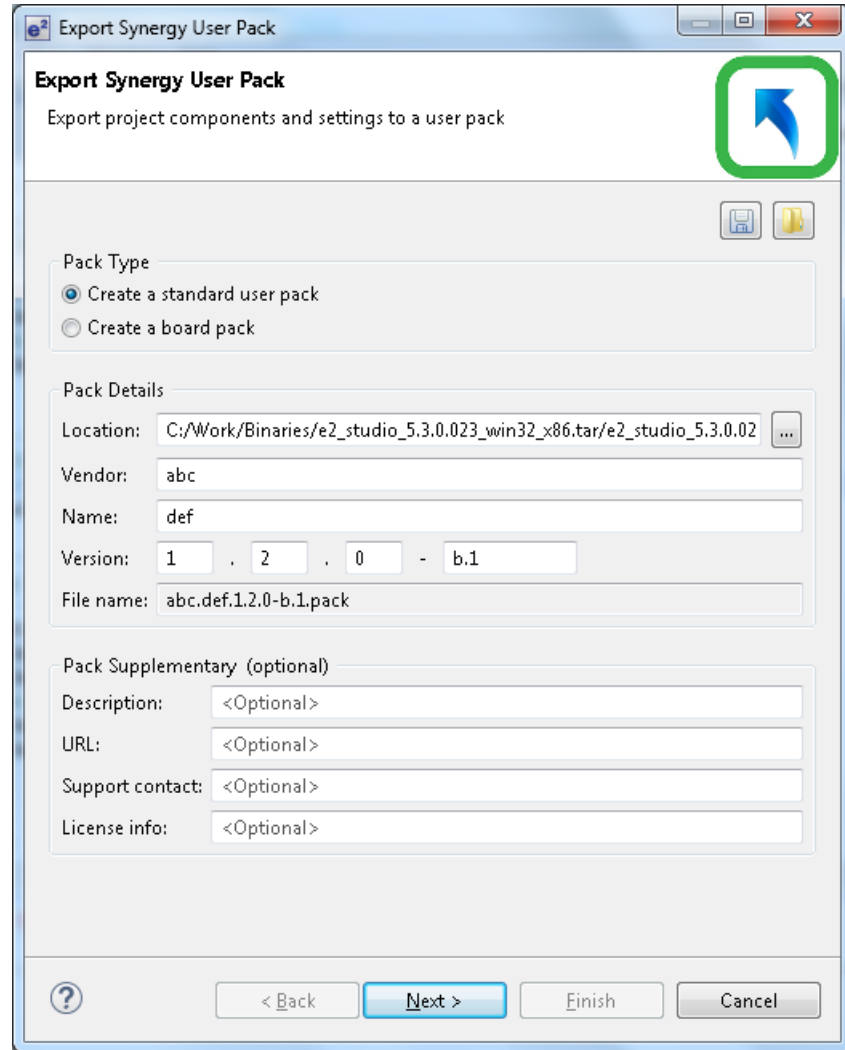 e² Export Synergy User Pack
Export Synergy User Pack
Export project components and settings to a user pack
Pack Type
Create a standard user pack
Create a board pack
Pack Details
Location: C:/Work/Binaries/e2_studio_5.3.0.023_win32_x86.tar/e2_studio_5.3.0.02 ...
Vendor: abc
Name: def
Version: 1 . 2 . 0 - b.1
File name: abc.def.1.2.0-b.1.pack
Pack Supplementary (optional)
Description: <Optional>
URL: <Optional>
Support contact: <Optional>
License info: <Optional>
? < Back Next > Finish Cancel